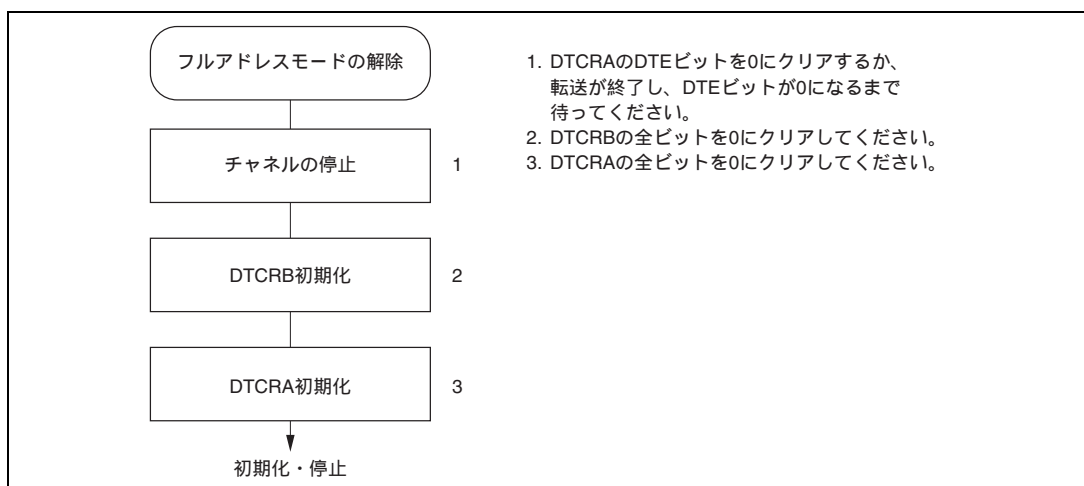 フルアドレスモードの解除
チャネルの停止
1
DTCRB初期化
2
DTCRA初期化
3
初期化・停止
1. DTCRAのDTEビットを0にクリアするか、
転送が終了し、DTEビットが0になるまで
待ってください。
2. DTCRBの全ビットを0にクリアしてください。
3. DTCRAの全ビットを0にクリアしてください。